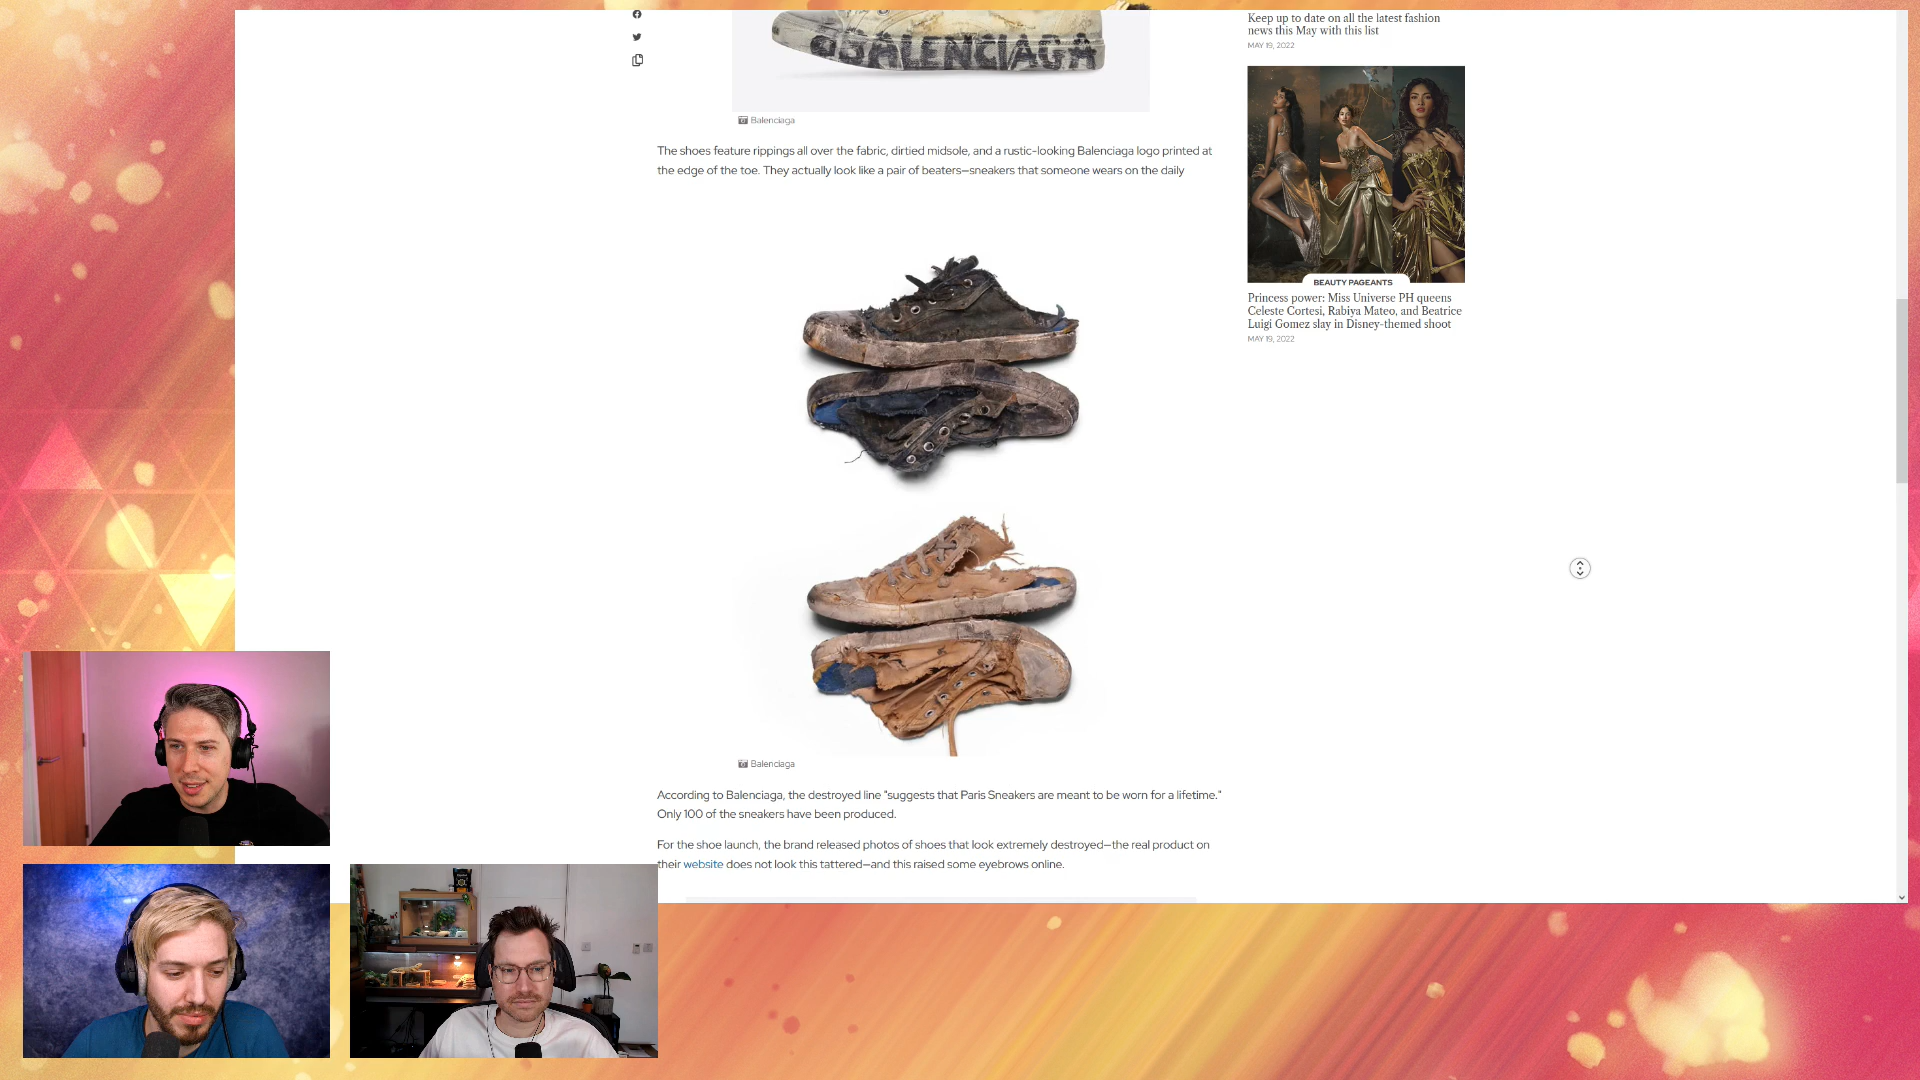 BALENCIAGA
Balenciaga
The shoes feature rippings all over the fabric, dirtied midsole, and a rustic-looking Balenciaga logo printed at
the edge of the toe. They actually look like a pair of beaters—sneakers that someone wears on the daily
Balenciaga
According to Balenciaga, the destroyed line "suggests that Paris Sneakers are meant to be worn for a lifetime."
Only 100 of the sneakers have been produced.
For the shoe launch, the brand released photos of shoes that look extremely destroyed—the real product on
their website does not look this tattered—and this raised some eyebrows online.
Keep up to date on all the latest fashion
news this May with this list
MAY 19, 2022
BEAUTY PAGEANTS
Princess power: Miss Universe PH queens
Celeste Cortesi, Rabiya Mateo, and Beatrice
Luigi Gomez slay in Disney-themed shoot
MAY 19, 2022